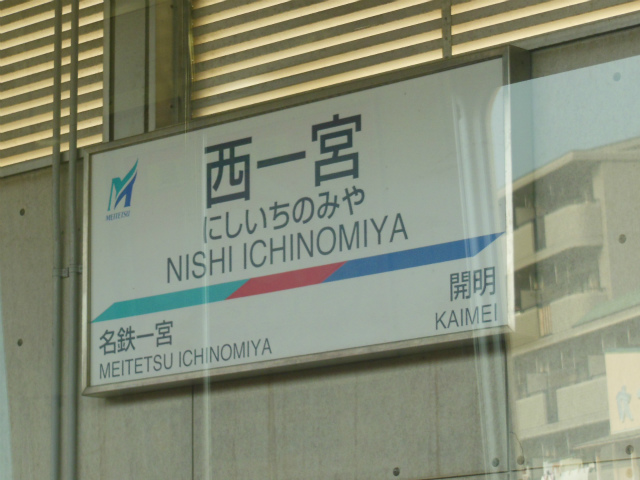 西一宮
にしいちのみや
NISHI ICHINOMIYA
MEITETSU
名鉄一宮
MEITETSU ICHINOMIYA
開明
KAIMEI